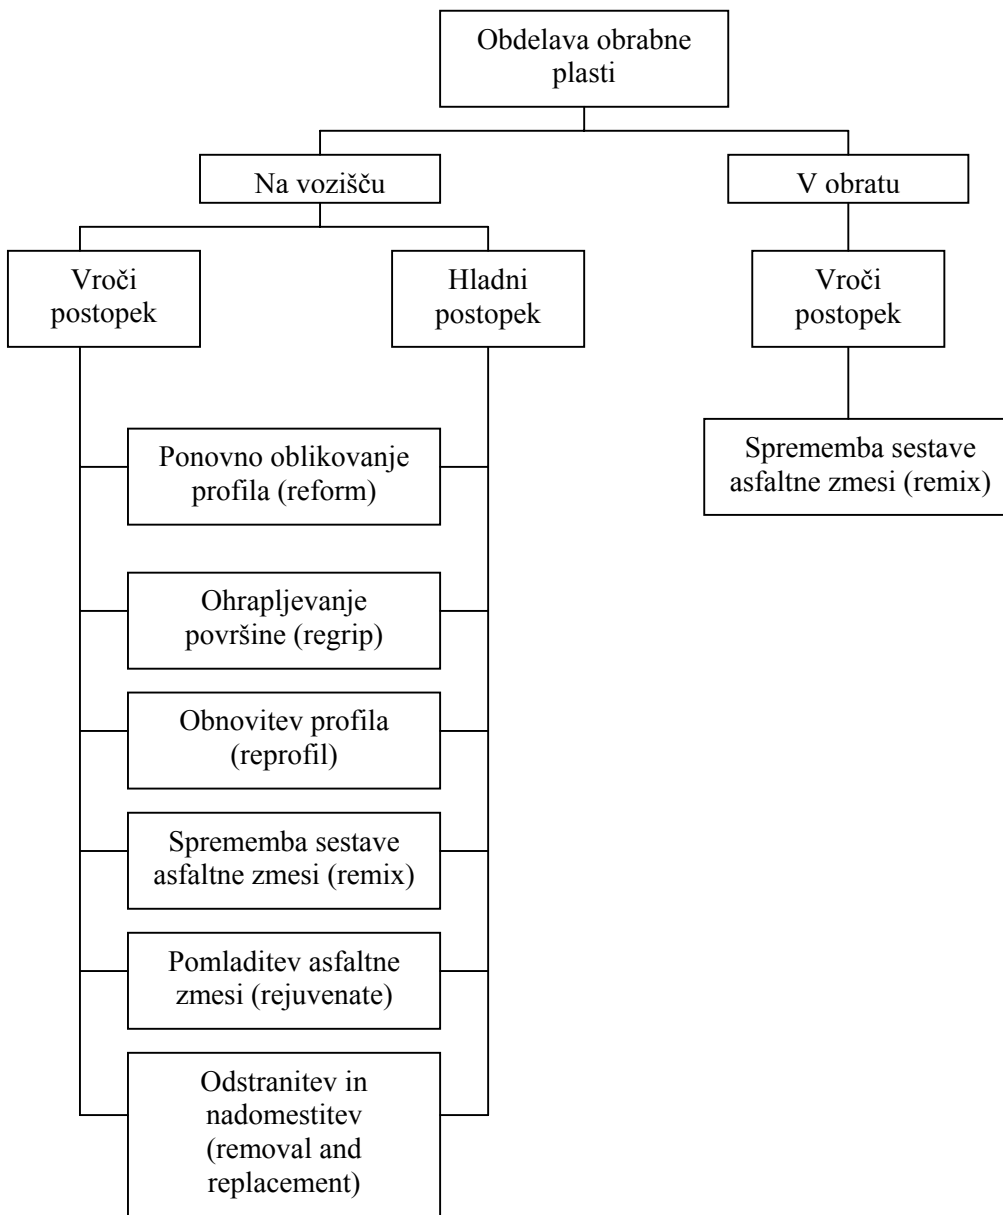 Obdelava obrabne
plasti
Na vozišču
V obratu
Vroči
postopek
Hladni
postopek
Vroči
postopek
Ponovno oblikovanje
profila (reform)
Sprememba sestave
asfaltne zmesi (remix)
Ohrapljevanje
površine (regrip)
Obnovitev profila
(reprofil)
Sprememba sestave
asfaltne zmesi (remix)
Pomladitev asfaltne
zmesi (rejuvenate)
Odstranitev in
nadomestitev
(removal and
replacement)